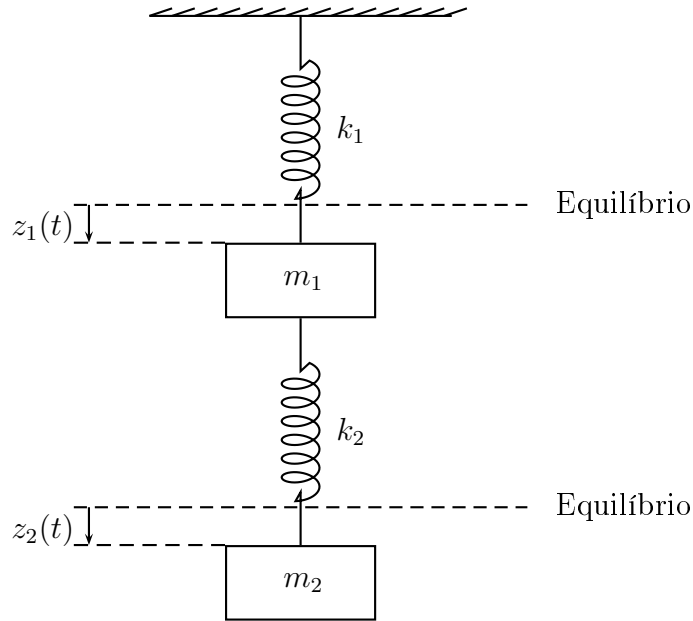 k₁
Equilíbrio
z₁(t)
m₁
k₂
Equilíbrio
z₂(t)
m₂